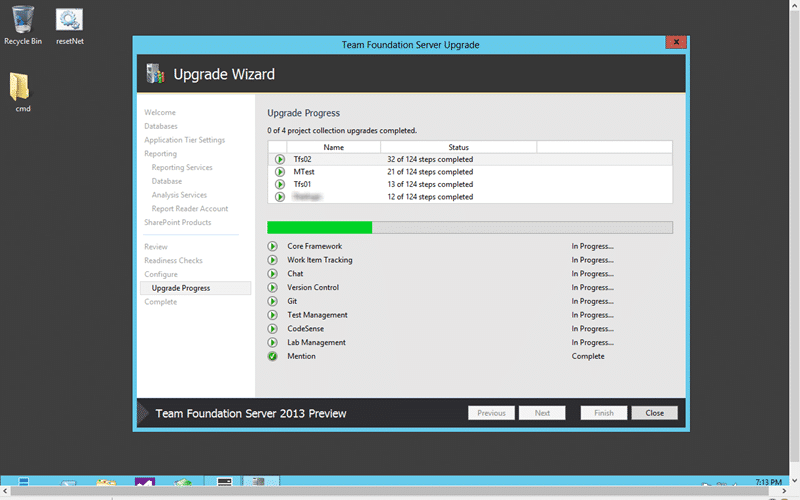 Recycle Bin
resetNet
cmd
Team Foundation Server Upgrade
x
Upgrade Wizard
Welcome
Databases
Application Tier Settings
Reporting
Reporting Services
Database
Analysis Services
Report Reader Account
SharePoint Products
Review
Readiness Checks
Configure
Upgrade Progress
Complete
Upgrade Progress
0 of 4 project collection upgrades completed.
Name Status
Tfs02 32 of 124 steps completed
MTest 21 of 124 steps completed
Tfs01 13 of 124 steps completed
12 of 124 steps completed
Core Framework In Progress...
Work Item Tracking In Progress...
Chat In Progress...
Version Control In Progress...
Git In Progress...
Test Management In Progress...
CodeSense In Progress...
Lab Management In Progress...
Mention Complete
Team Foundation Server 2013 Preview
Previous Next Finish Close
7:13 PM